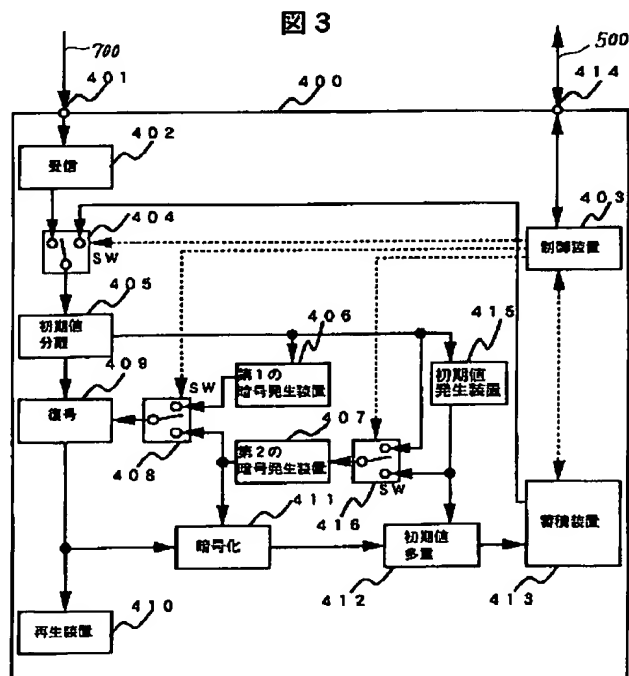 図3
700
500
401
400
414
402
受信
404
403
SW
制御装置
405
初期値
分離
406
415
409
第1の
暗号発生装置
初期値
発生装置
SW
復号
407
第2の
暗号発生装置
408
411
416
SW
暗号化
初期値
多重
蓄積装置
412
413
410
再生装置